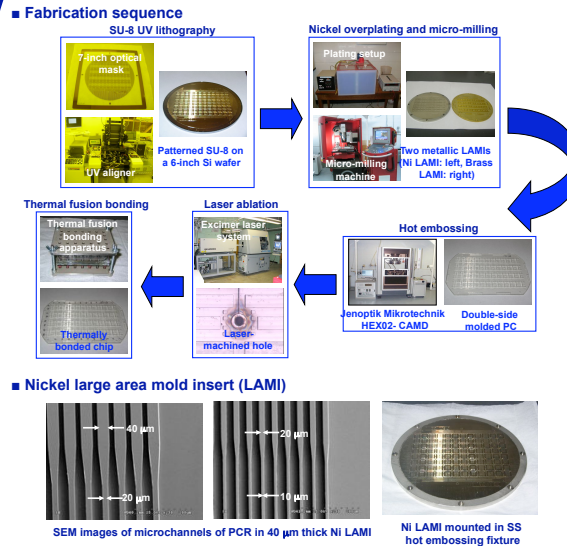 ■ Fabrication sequence
SU-8 UV lithography
7-inch optical
mask
UV aligner
Patterned SU-8 on
a 6-inch Si wafer
Nickel overplating and micro-milling
Plating setup
Micro-milling
machine
Two metallic LAMIs
(Ni LAMI: left, Brass
LAMI: right)
Thermal fusion bonding
Thermal fusion
bonding
apparatus
Thermally
bonded chip
Laser ablation
Excimer laser
system
Laser-
machined hole
Hot embossing
Jenoptik Mikrotechnik
HEX02- CAMD
Double-side
molded PC
■ Nickel large area mold insert (LAMI)
40 μm
20 μm
20 μm
10 μm
SEM images of microchannels of PCR in 40 μm thick Ni LAMI
Ni LAMI mounted in SS
hot embossing fixture